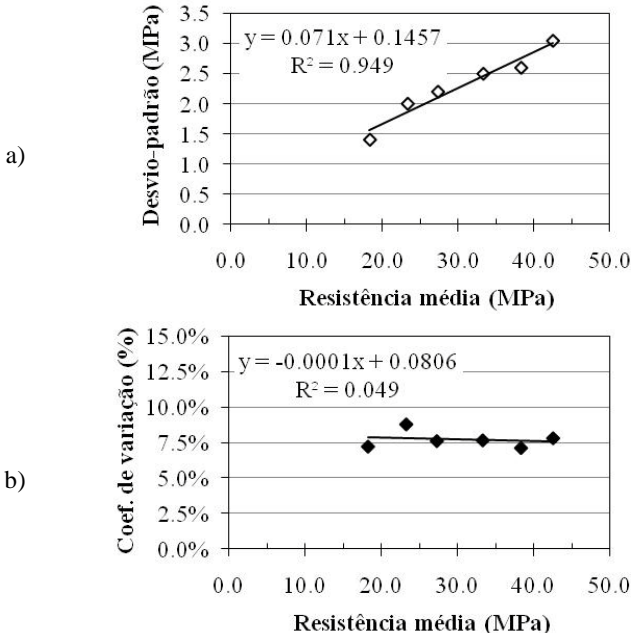 a)
Desvio-padrão (MPa)
3.5
3.0
2.5
2.0
1.5
1.0
0.5
0.0
y = 0.071x + 0.1457
R² = 0.949
0.0 10.0 20.0 30.0 40.0 50.0
Resistência média (MPa)
b)
Coef. de variação (%)
15.0%
12.5%
10.0%
7.5%
5.0%
2.5%
0.0%
y = -0.0001x + 0.0806
R² = 0.049
0.0 10.0 20.0 30.0 40.0 50.0
Resistência média (MPa)